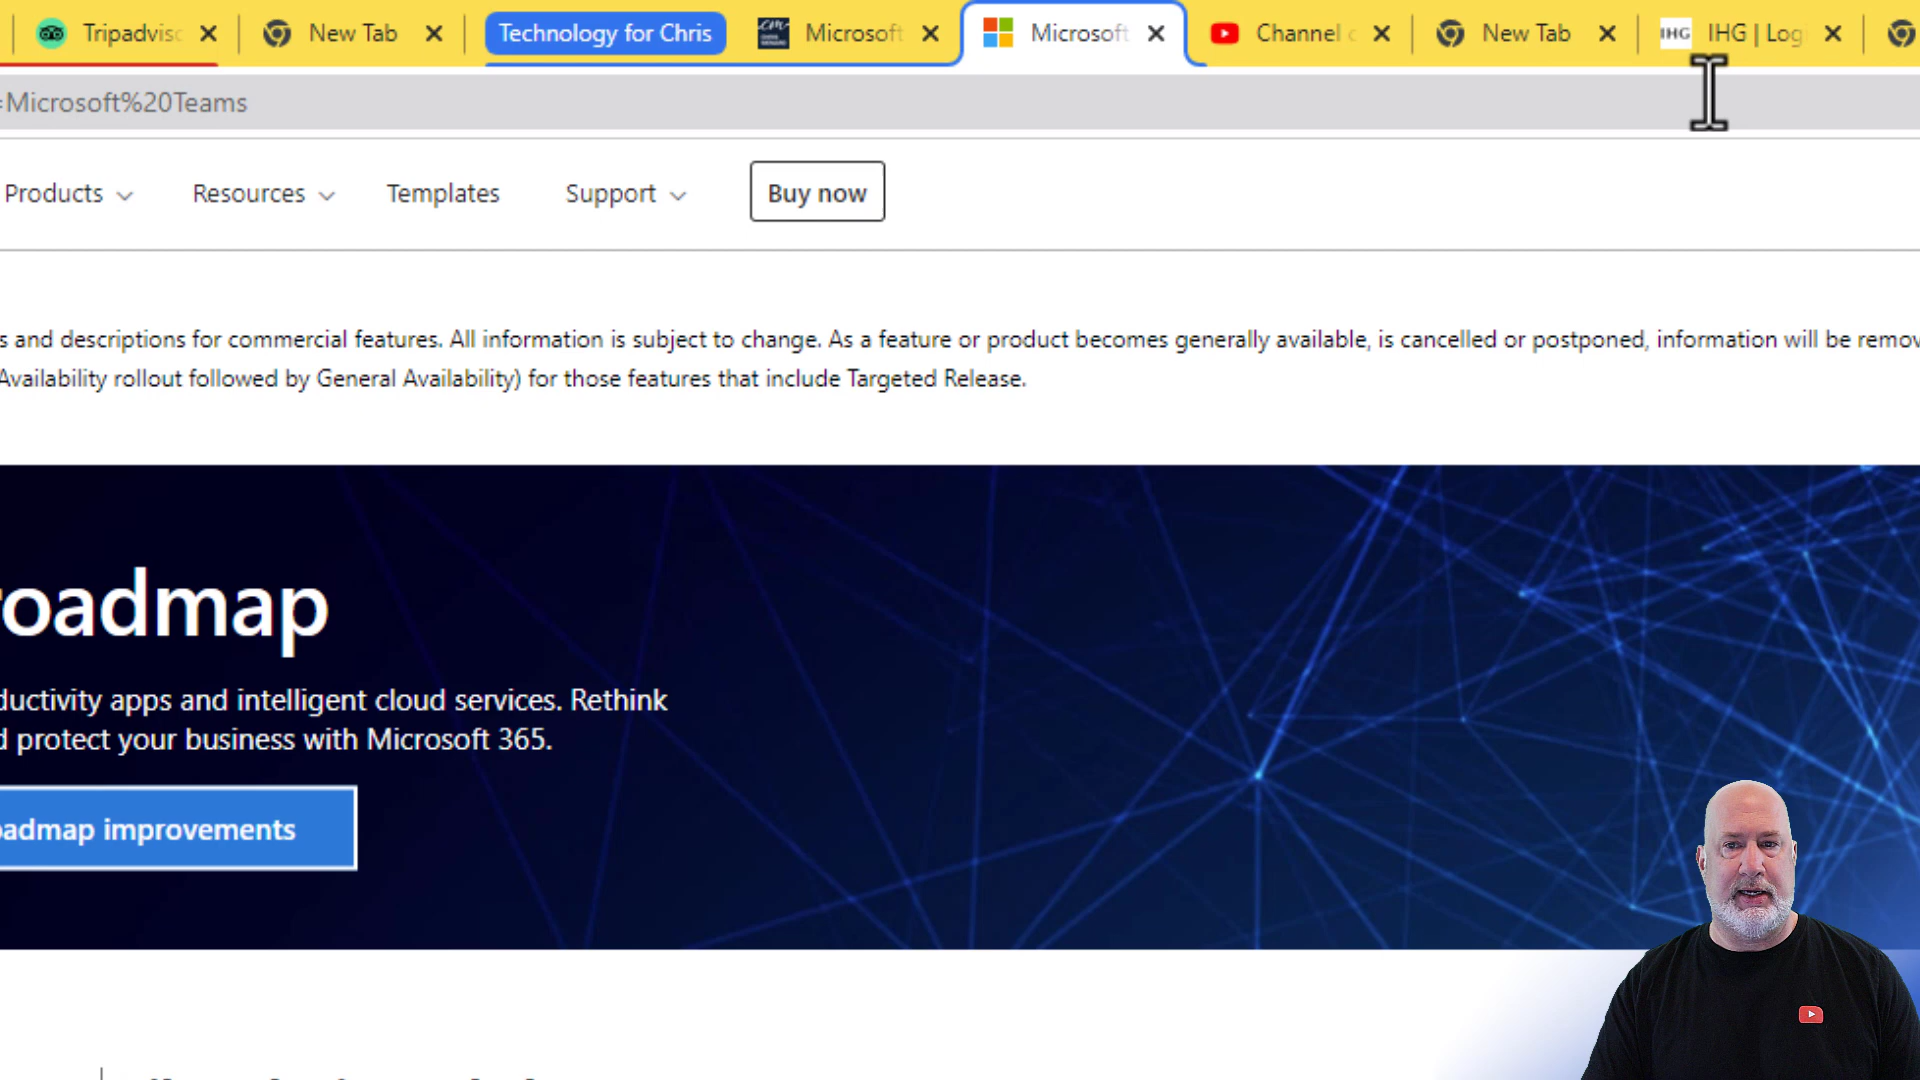 Tripadvisc
New Tab
Technology for Chris
Microsoft
Microsoft
Channel c
New Tab
IHG
IHG | Log
=Microsoft%20Teams
Products
Resources
Templates
Support
Buy now
s and descriptions for commercial features. All information is subject to change. As a feature or product becomes generally available, is cancelled or postponed, information will be remov
Availability rollout followed by General Availability) for those features that include Targeted Release.
roadmap
ductivity apps and intelligent cloud services. Rethink
d protect your business with Microsoft 365.
oadmap improvements